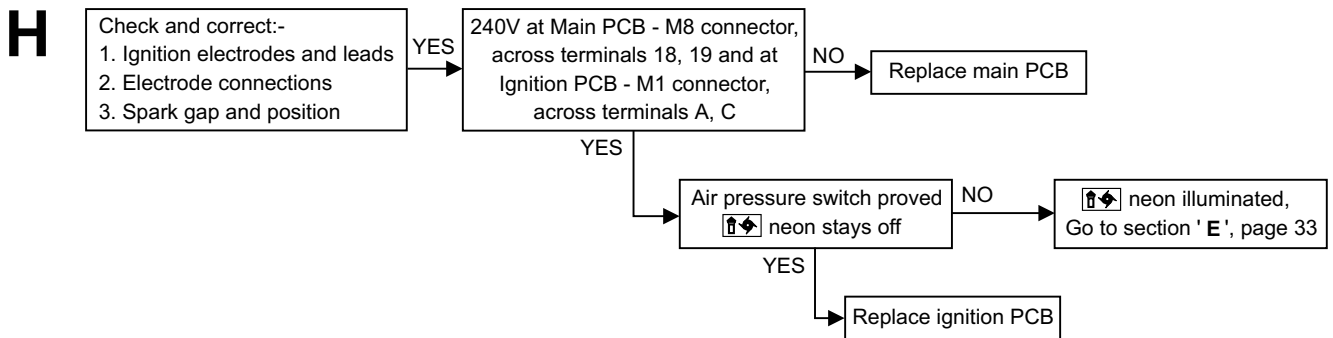 H
Check and correct:-
1. Ignition electrodes and leads
2. Electrode connections
3. Spark gap and position
YES
240V at Main PCB - M8 connector,
across terminals 18, 19 and at
Ignition PCB - M1 connector,
across terminals A, C
NO
Replace main PCB
YES
Air pressure switch proved
neon stays off
NO
neon illuminated,
Go to section ' E ', page 33
YES
Replace ignition PCB